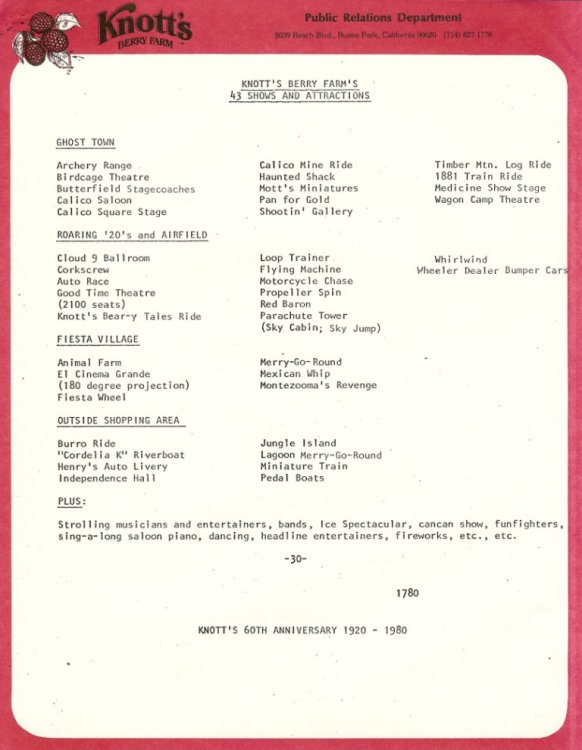 Knott's
BERRY FARM
Public Relations Department
8039 Beach Blvd., Buena Park, California 90620 (714) 827-1776
KNOTT'S BERRY FARM'S
43 SHOWS AND ATTRACTIONS
GHOST TOWN
Archery Range
Birdcage Theatre
Butterfield Stagecoaches
Calico Saloon
Calico Square Stage
Calico Mine Ride
Haunted Shack
Mott's Miniatures
Pan for Gold
Shootin' Gallery
Timber Mtn. Log Ride
1881 Train Ride
Medicine Show Stage
Wagon Camp Theatre
ROARING '20's and AIRFIELD
Cloud 9 Ballroom
Corkscrew
Auto Race
Good Time Theatre
(2100 seats)
Knott's Bear-y Tales Ride
Loop Trainer
Flying Machine
Motorcycle Chase
Propeller Spin
Red Baron
Parachute Tower
(Sky Cabin; Sky Jump)
Whirlwind
Wheeler Dealer Bumper Cars
FIESTA VILLAGE
Animal Farm
El Cinema Grande
(180 degree projection)
Fiesta Wheel
Merry-Go-Round
Mexican Whip
Montezooma's Revenge
OUTSIDE SHOPPING AREA
Burro Ride
"Cordelia K" Riverboat
Henry's Auto Livery
Independence Hall
Jungle Island
Lagoon Merry-Go-Round
Miniature Train
Pedal Boats
PLUS:
Strolling musicians and entertainers, bands, Ice Spectacular, cancan show, funfighters,
sing-a-long saloon piano, dancing, headline entertainers, fireworks, etc., etc.
-30-
1780
KNOTT'S 60TH ANNIVERSARY 1920 - 1980